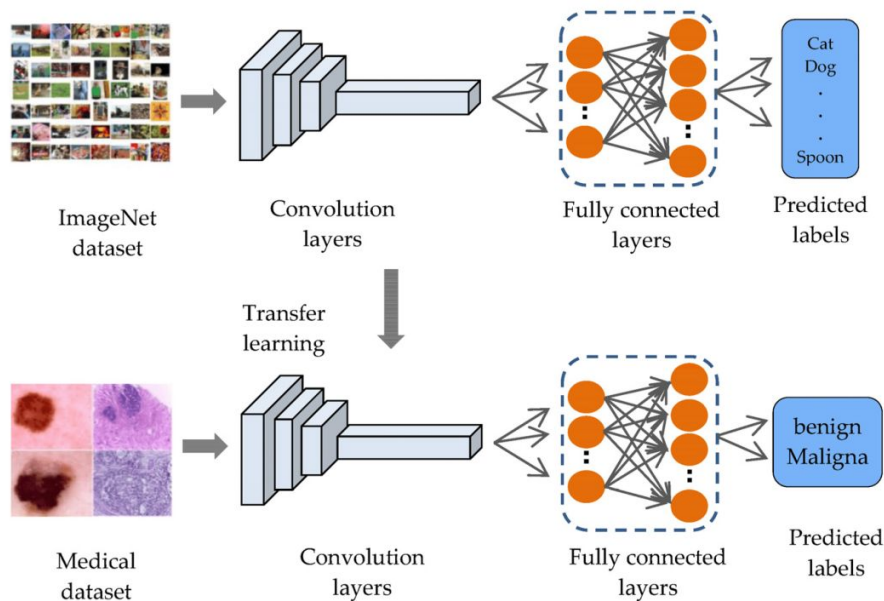 Cat
Dog
.
.
.
Spoon
ImageNet
dataset
Convolution
layers
Fully connected
layers
Predicted
labels
Transfer
learning
benign
Maligna
Medical
dataset
Convolution
layers
Fully connected
layers
Predicted
labels